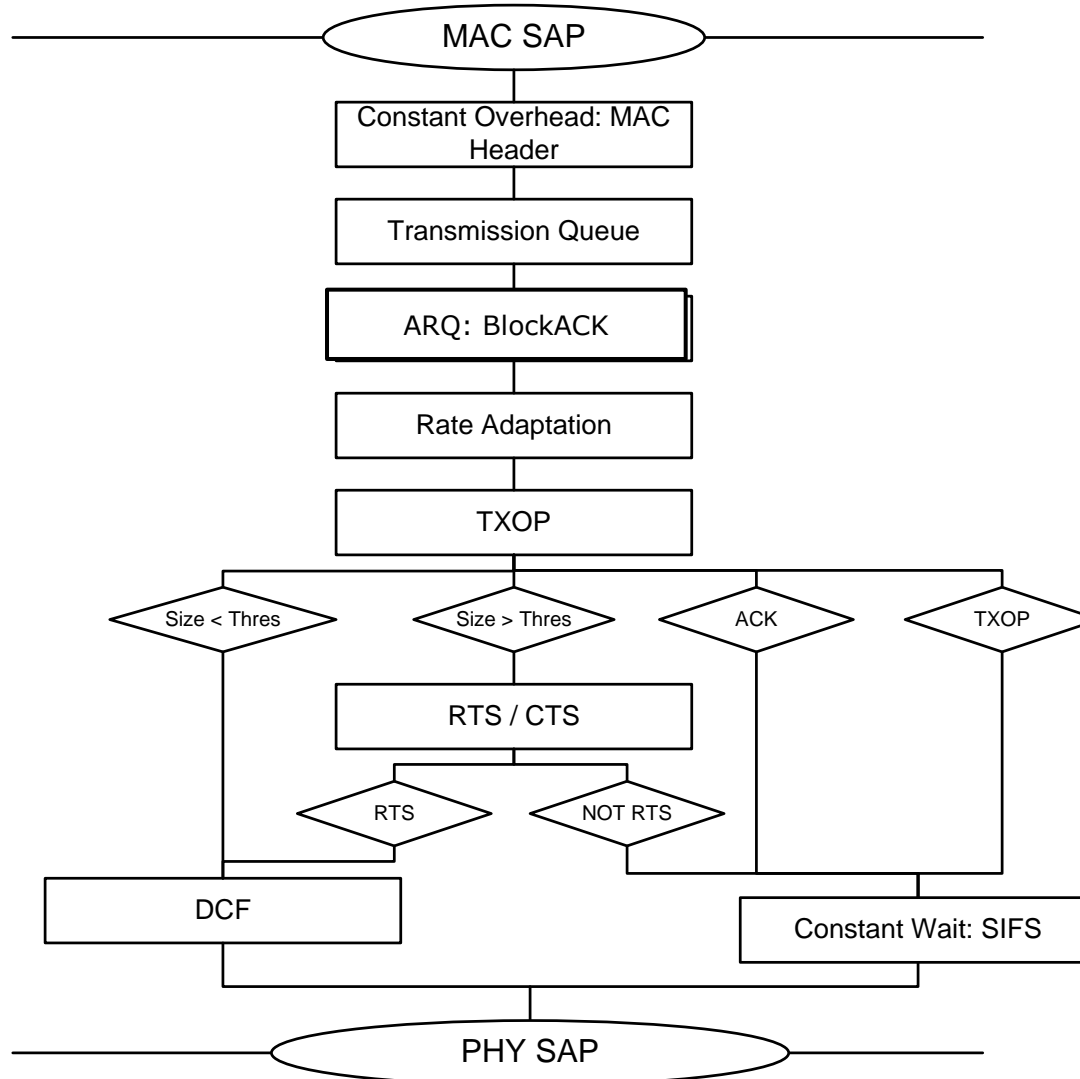 MAC SAP
Constant Overhead: MAC
Header
Transmission Queue
ARQ: BlockACK
Rate Adaptation
TXOP
Size < Thres
Size > Thres
ACK
TXOP
RTS / CTS
RTS
NOT RTS
DCF
Constant Wait: SIFS
PHY SAP